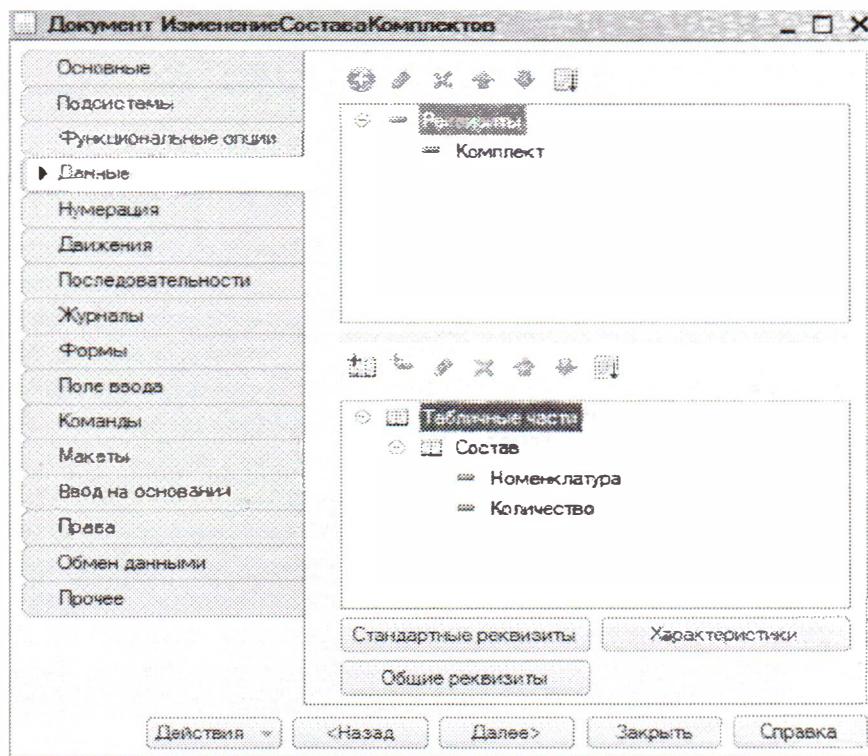 Документ ИзменениеСоставаКомплектов
Основные
Подсистемы
Функциональные опции
Данные
Нумерация
Движения
Последовательности
Журналы
Формы
Поле ввода
Команды
Макеты
Ввод на основании
Права
Обмен данными
Прочее
Реквизиты
Комплект
Табличные части
Состав
Номенклатура
Количество
Стандартные реквизиты
Характеристики
Общие реквизиты
Действия
<Назад
Далее>
Закрыть
Справка